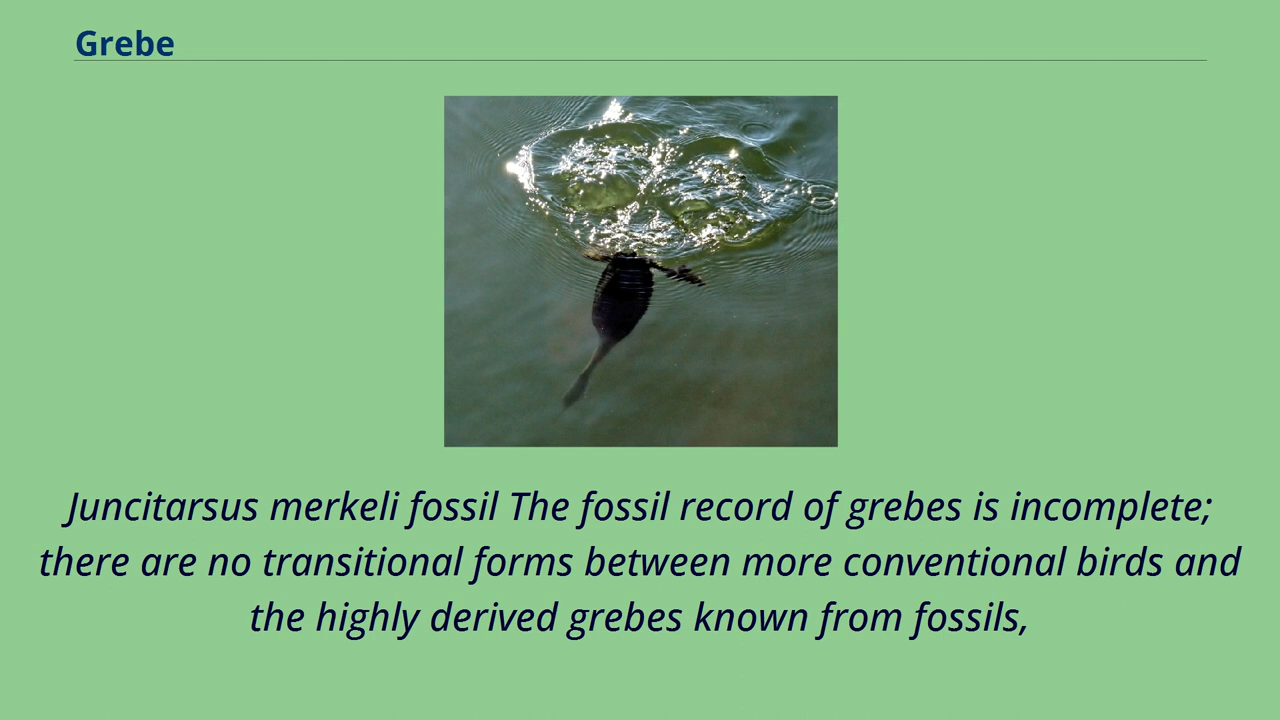 Grebe
Juncitarsus merkeli fossil The fossil record of grebes is incomplete;
there are no transitional forms between more conventional birds and
the highly derived grebes known from fossils,